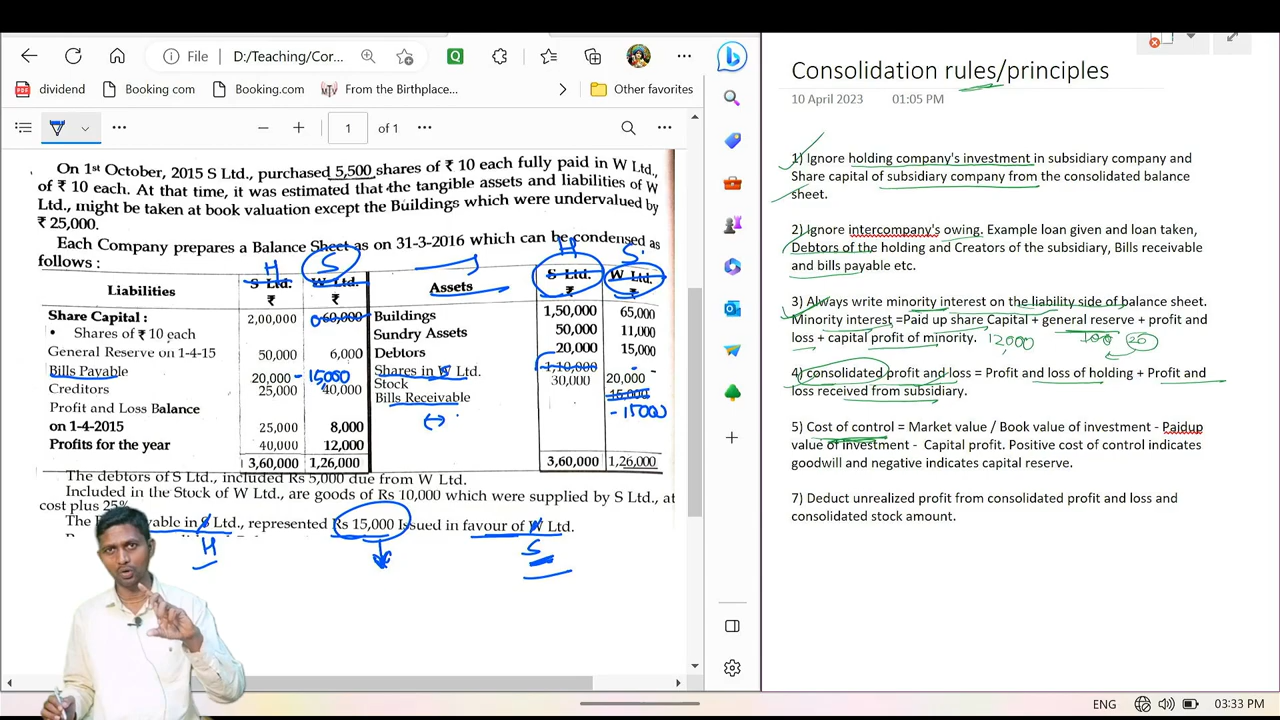 File D:/Teaching/Cor...
dividend Booking.com Booking.com From the Birthplace... Other favorites
1 of 1
On 1st October, 2015 S Ltd., purchased 5,500 shares of ₹ 10 each fully paid in W Ltd.,
of ₹ 10 each. At that time, it was estimated that the tangible assets and liabilities of W
Ltd., might be taken at book valuation except the Buildings which were undervalued by
₹ 25,000.
Each Company prepares a Balance Sheet as on 31-3-2016 which can be condensed as
follows :
H S H S
Liabilities S Ltd. ₹ W Ltd. ₹ Assets S Ltd. ₹ W Ltd. ₹
Share Capital : 2,00,000 60,000 Buildings 1,50,000 65,000
• Shares of ₹ 10 each Sundry Assets 50,000 11,000
General Reserve on 1-4-15 50,000 6,000 Debtors 20,000 15,000
Bills Payable 20,000 - 15,000 Shares in W Ltd. 1,10,000
Creditors 25,000 40,000 Stock 30,000 20,000
Profit and Loss Balance Bills Receivable 15,000
- 15000
on 1-4-2015 25,000 8,000
Profits for the year 40,000 12,000
3,60,000 1,26,000 3,60,000 1,26,000
The debtors of S Ltd., included Rs 5,000 due from W Ltd.
Included in the Stock of W Ltd., are goods of Rs 10,000 which were supplied by S Ltd., at
cost plus 25%
The yable in S Ltd., represented Rs 15,000 Issued in favour of W Ltd.
H S
Consolidation rules/principles
10 April 2023 01:05 PM
1) Ignore holding company's investment in subsidiary company and
Share capital of subsidiary company from the consolidated balance
sheet.
2) Ignore intercompany's owing. Example loan given and loan taken,
Debtors of the holding and Creators of the subsidiary, Bills receivable
and bills payable etc.
3) Always write minority interest on the liability side of balance sheet.
Minority interest =Paid up share Capital + general reserve + profit and
loss + capital profit of minority. 12000
4) consolidated profit and loss = Profit and loss of holding + Profit and
loss received from subsidiary.
5) Cost of control = Market value / Book value of investment - Paidup
value of investment - Capital profit. Positive cost of control indicates
goodwill and negative indicates capital reserve.
7) Deduct unrealized profit from consolidated profit and loss and
consolidated stock amount.
ENG 03:33 PM